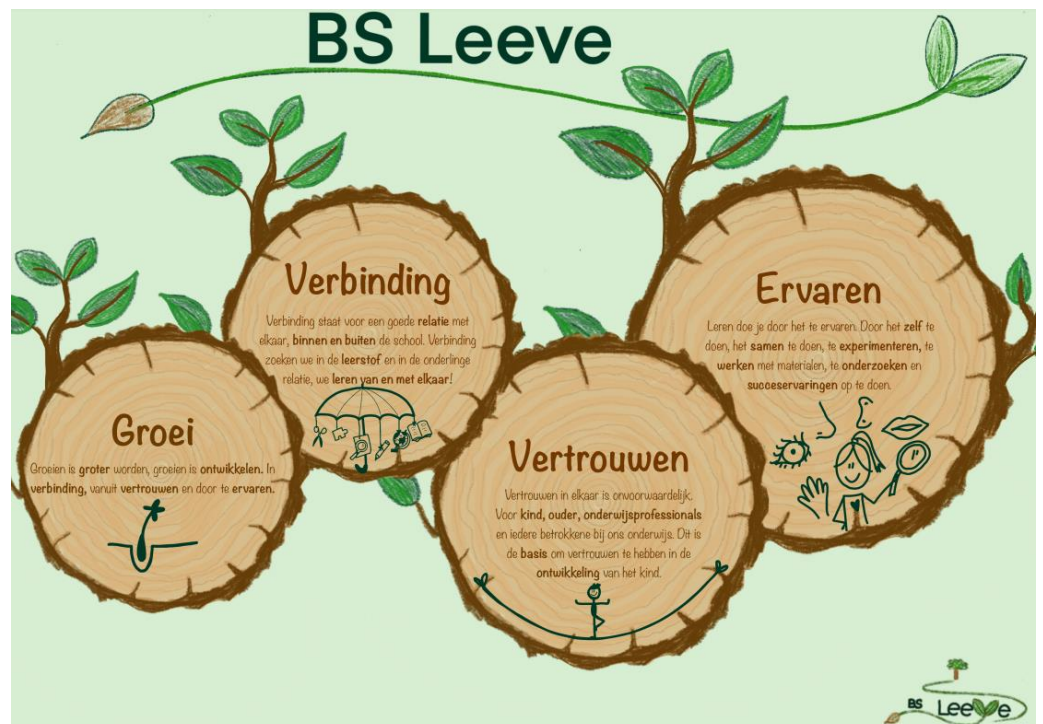 BS Leeve
Verbinding
Verbinding staat voor een goede relatie met
elkaar, binnen en buiten de school. Verbinding
zoeken we in de leerstof en in de onderlinge
relatie, we leren van en met elkaar!
Ervaren
Leren doe je door het te ervaren. Door het zelf te
doen, het samen te doen, te experimenteren, te
werken met materialen, te onderzoeken en
succeservaringen op te doen.
Groei
Groeien is groter worden, groeien is ontwikkelen. In
verbinding, vanuit vertrouwen en door te ervaren.
Vertrouwen
Vertrouwen in elkaar is onvoorwaardelijk.
Voor kind, ouder, onderwijsprofessionals
en iedere betrokkene bij ons onderwijs. Dit is
de basis om vertrouwen te hebben in de
ontwikkeling van het kind.
BS Leeve